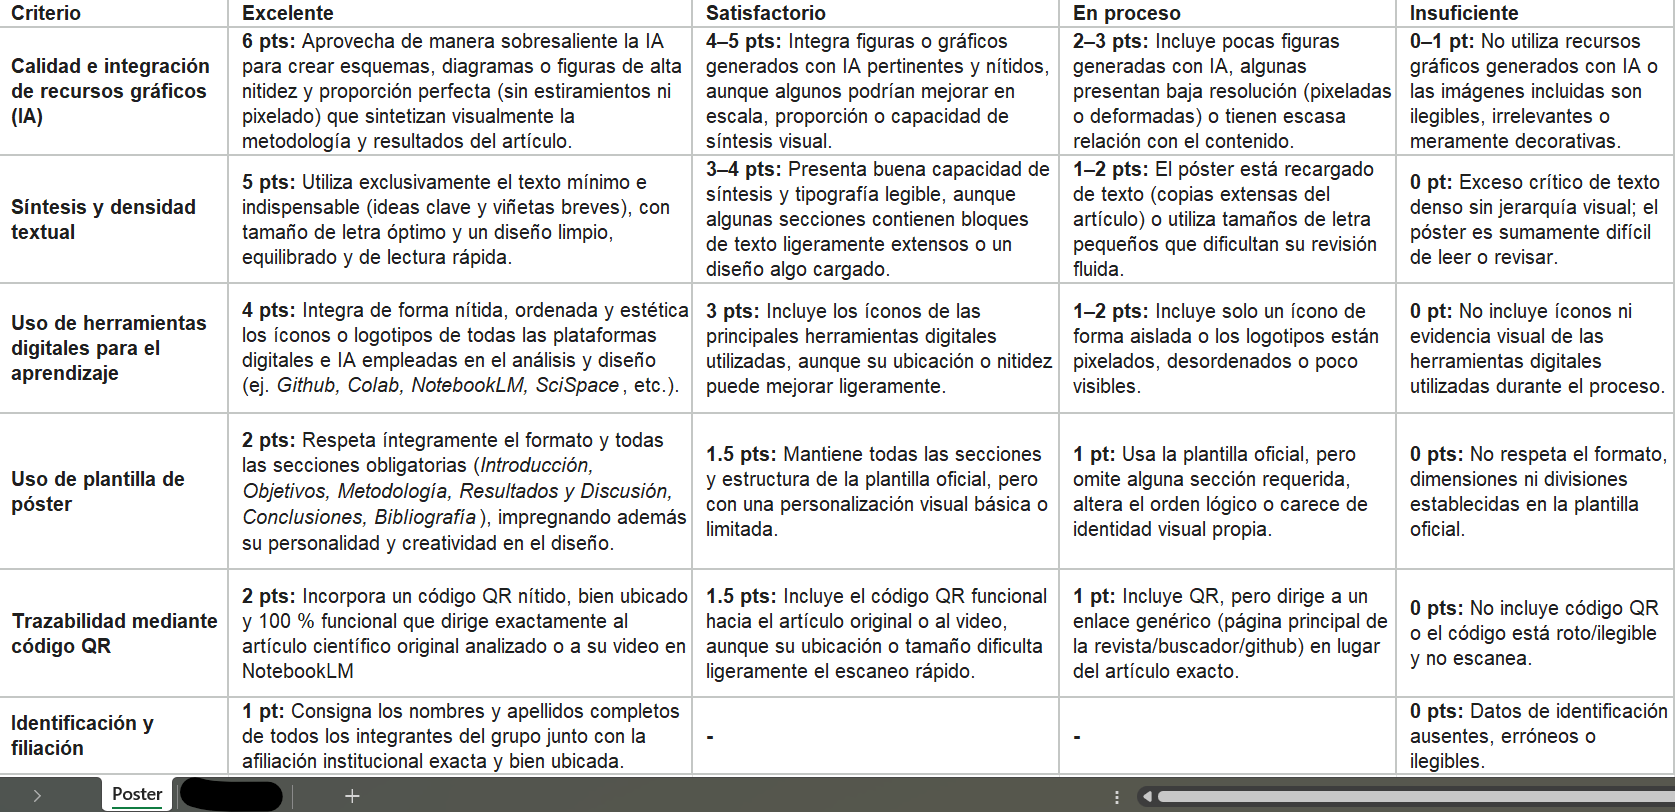 Criterio
Excelente
Satisfactorio
En proceso
Insuficiente
Calidad e integración
de recursos gráficos
(IA)
6 pts: Aprovecha de manera sobresaliente la IA
para crear esquemas, diagramas o figuras de alta
nitidez y proporción perfecta (sin estiramientos ni
pixelado) que sintetizan visualmente la
metodología y resultados del artículo.
4–5 pts: Integra figuras o gráficos
generados con IA pertinentes y nítidos,
aunque algunos podrían mejorar en
escala, proporción o capacidad de
síntesis visual.
2–3 pts: Incluye pocas figuras
generadas con IA, algunas
presentan baja resolución (pixeladas
o deformadas) o tienen escasa
relación con el contenido.
0–1 pt: No utiliza recursos
gráficos generados con IA o
las imágenes incluidas son
ilegibles, irrelevantes o
meramente decorativas.
Síntesis y densidad
textual
5 pts: Utiliza exclusivamente el texto mínimo e
indispensable (ideas clave y viñetas breves), con
tamaño de letra óptimo y un diseño limpio,
equilibrado y de lectura rápida.
3–4 pts: Presenta buena capacidad de
síntesis y tipografía legible, aunque
algunas secciones contienen bloques
de texto ligeramente extensos o un
diseño algo cargado.
1–2 pts: El póster está recargado
de texto (copias extensas del
artículo) o utiliza tamaños de letra
pequeños que dificultan su revisión
fluida.
0 pt: Exceso crítico de texto
denso sin jerarquía visual; el
póster es sumamente difícil
de leer o revisar.
Uso de herramientas
digitales para el
aprendizaje
4 pts: Integra de forma nítida, ordenada y estética
los íconos o logotipos de todas las plataformas
digitales e IA empleadas en el análisis y diseño
(ej. Github, Colab, NotebookLM, SciSpace, etc.).
3 pts: Incluye los íconos de las
principales herramientas digitales
utilizadas, aunque su ubicación o nitidez
puede mejorar ligeramente.
1–2 pts: Incluye solo un ícono de
forma aislada o los logotipos están
pixelados, desordenados o poco
visibles.
0 pt: No incluye íconos ni
evidencia visual de las
herramientas digitales
utilizadas durante el proceso.
Uso de plantilla de
póster
2 pts: Respeta íntegramente el formato y todas
las secciones obligatorias (Introducción,
Objetivos, Metodología, Resultados y Discusión,
Conclusiones, Bibliografía), impregnando además
su personalidad y creatividad en el diseño.
1.5 pts: Mantiene todas las secciones
y estructura de la plantilla oficial, pero
con una personalización visual básica o
limitada.
1 pt: Usa la plantilla oficial, pero
omite alguna sección requerida,
altera el orden lógico o carece de
identidad visual propia.
0 pts: No respeta el formato,
dimensiones ni divisiones
establecidas en la plantilla
oficial.
Trazabilidad mediante
código QR
2 pts: Incorpora un código QR nítido, bien ubicado
y 100 % funcional que dirige exactamente al
artículo científico original analizado o a su video en
NotebookLM
1.5 pts: Incluye el código QR funcional
hacia el artículo original o al video,
aunque su ubicación o tamaño dificulta
ligeramente el escaneo rápido.
1 pt: Incluye QR, pero dirige a un
enlace genérico (página principal de
la revista/buscador/github) en lugar
del artículo exacto.
0 pts: No incluye código QR
o el código está roto/ilegible
y no escanea.
Identificación y
filiación
1 pt: Consigna los nombres y apellidos completos
de todos los integrantes del grupo junto con la
afiliación institucional exacta y bien ubicada.
-
-
0 pts: Datos de identificación
ausentes, erróneos o
ilegibles.
Poster